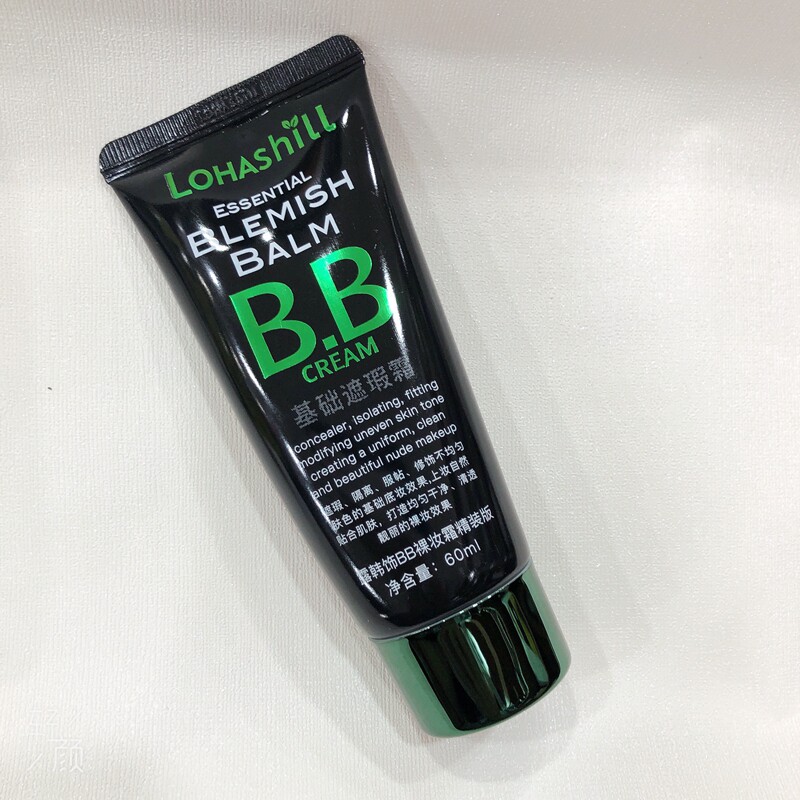 LOHAShill
ESSENTIAL
BLEMISH
BALM
B.B
CREAM
基础遮瑕霜
concealer, isolating, fitting
modifying uneven skin tone
creating a uniform, clean
and beautiful nude makeup
遮瑕、隔离、服帖、修饰不均匀
肤色的基础底妆效果,上妆自然
贴合肌肤，打造均匀干净、清透
靓丽的裸妆效果
韩饰BB裸妆霜精装版
净含量：60ml